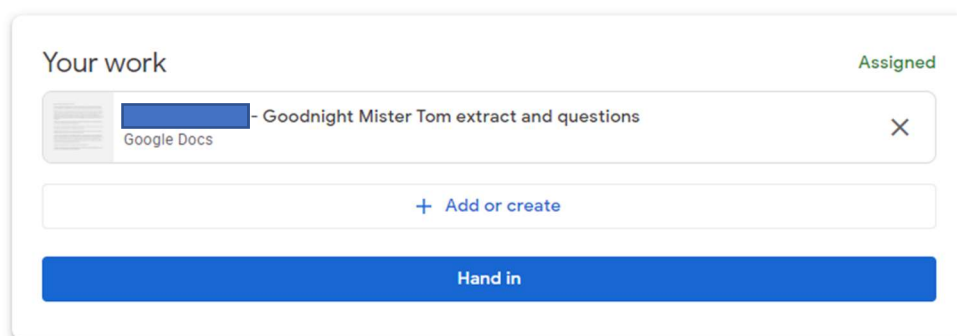 Your work
Assigned
- Goodnight Mister Tom extract and questions
Google Docs
+ Add or create
Hand in